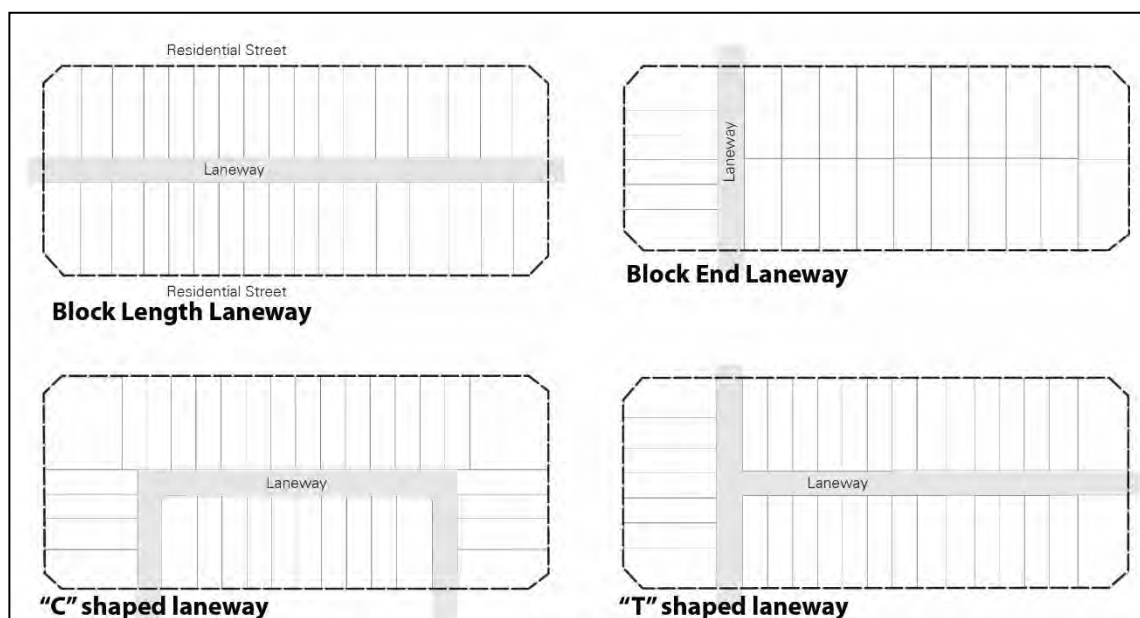 Residential Street
Laneway
Residential Street
Block Length Laneway
Laneway
Block End Laneway
Laneway
“C” shaped laneway
Laneway
“T” shaped laneway